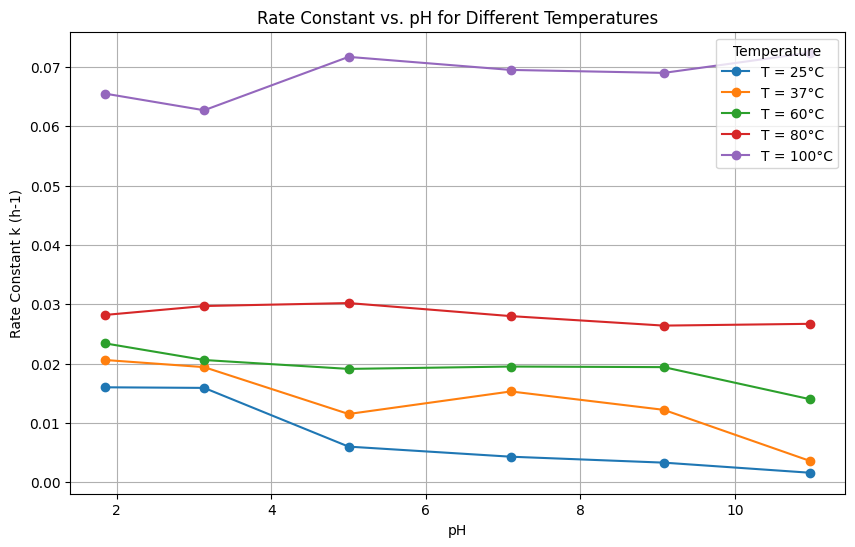 Rate Constant vs. pH for Different Temperatures
Rate Constant k (h-1)
0.07
0.06
0.05
0.04
0.03
0.02
0.01
0.00
2
4
6
8
10
pH
Temperature
T = 25°C
T = 37°C
T = 60°C
T = 80°C
T = 100°C